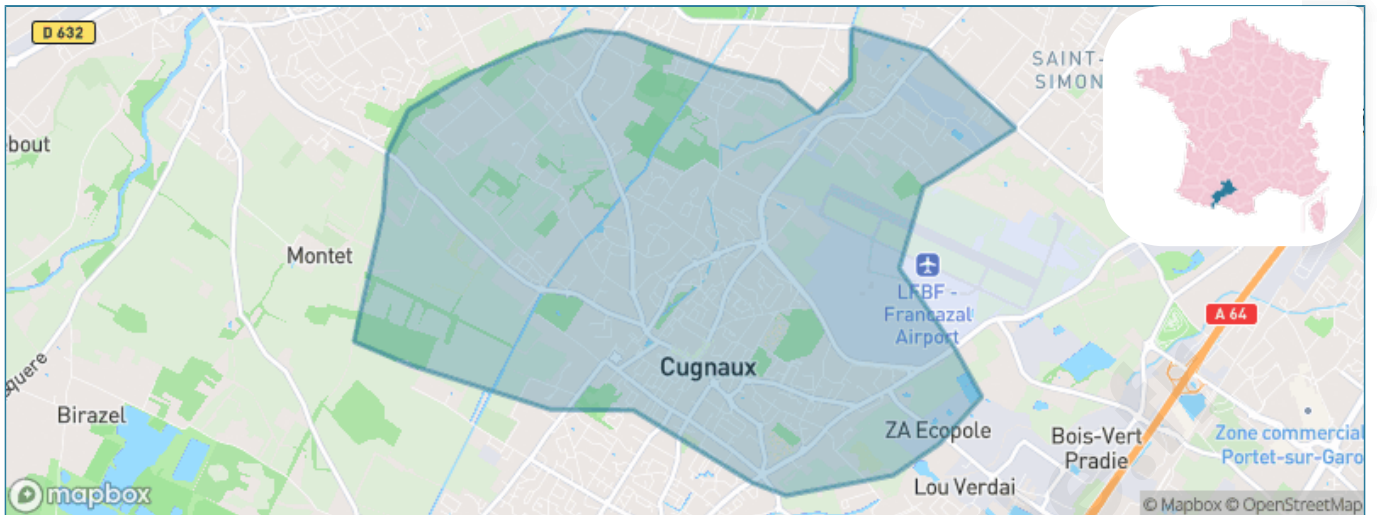 D 632
SAINT-
SIMON
bout
Montet
LFBF -
Francazal
Airport
A 64
Cugnaux
quere
Birazel
ZA Ecopole
Bois-Vert
Pradie
Zone commercial
Portet-sur-Garo
Lou Verdai
mapbox
© Mapbox © OpenStreetMap